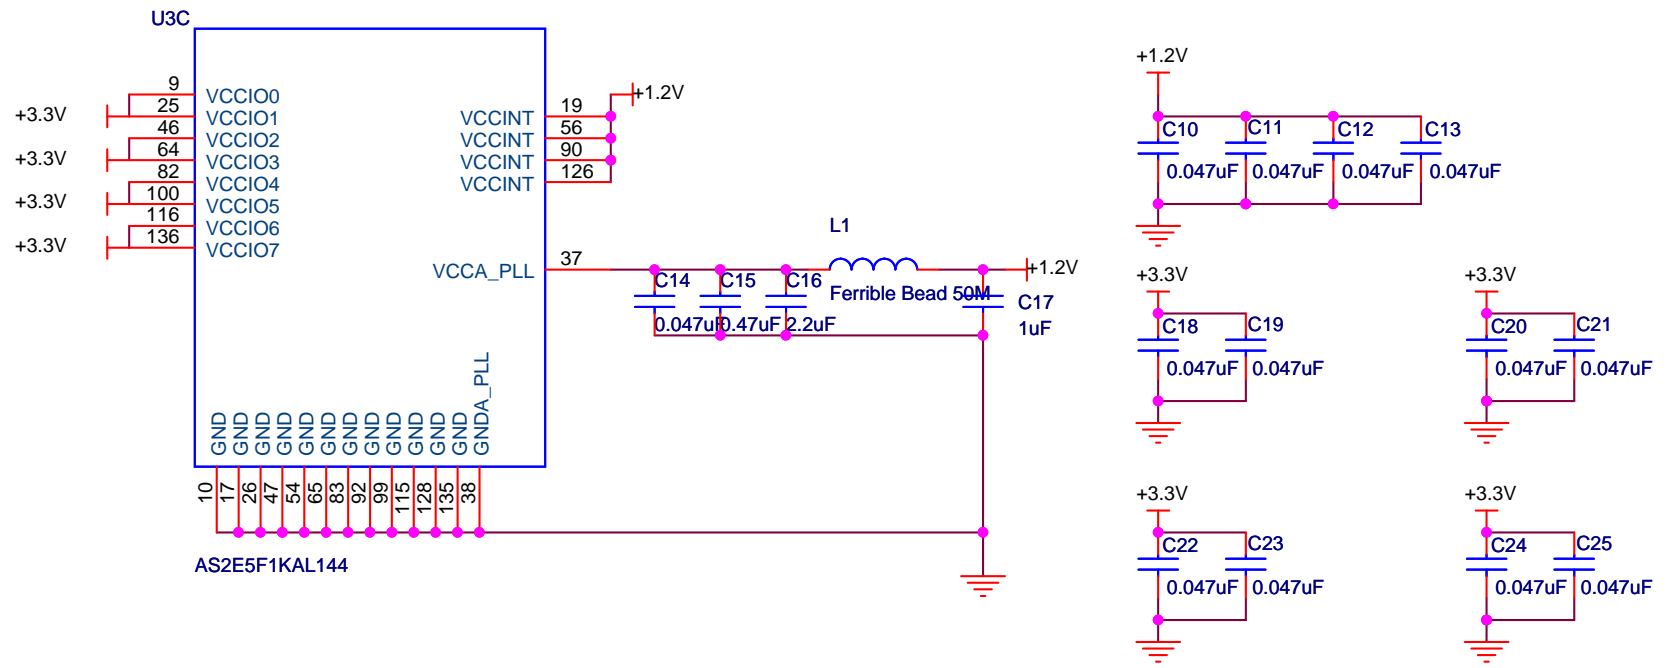 U3C
9
VCCIO0
+3.3V
25
VCCIO1
46
VCCIO2
+3.3V
64
VCCIO3
82
VCCIO4
+3.3V
100
VCCIO5
116
VCCIO6
+3.3V
136
VCCIO7
+1.2V
VCCINT
19
VCCINT
56
VCCINT
90
VCCINT
126
VCCA_PLL
37
C14
0.047uF
C15
0.47uF
C16
2.2uF
L1
Ferrible Bead 50M
+1.2V
C17
1uF
GND
GND
GND
GND
GND
GND
GND
GND
GND
GND
GND
GND
GNDA_PLL
10
17
26
47
54
65
83
92
99
115
128
135
38
AS2E5F1KAL144
+1.2V
C10
0.047uF
C11
0.047uF
C12
0.047uF
C13
0.047uF
+3.3V
C18
0.047uF
C19
0.047uF
+3.3V
C20
0.047uF
C21
0.047uF
+3.3V
C22
0.047uF
C23
0.047uF
+3.3V
C24
0.047uF
C25
0.047uF